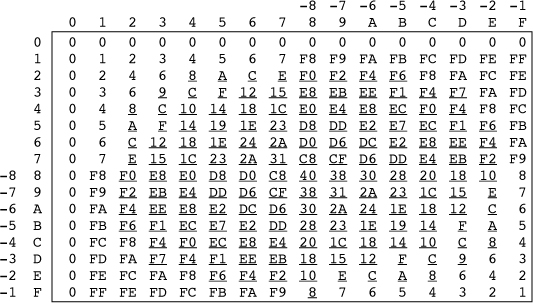 -8 -7 -6 -5 -4 -3 -2 -1
0 1 2 3 4 5 6 7 8 9 A B C D E F
0 0 0 0 0 0 0 0 0 0 0 0 0 0 0 0 0
1 0 1 2 3 4 5 6 7 F8 F9 FA FB FC FD FE FF
2 0 2 4 6 8 A C E F0 F2 F4 F6 F8 FA FC FE
3 0 3 6 9 C F 12 15 E8 EB EE F1 F4 F7 FA FD
4 0 4 8 C 10 14 18 1C E0 E4 E8 EC F0 F4 F8 FC
5 0 5 A F 14 19 1E 23 D8 DD E2 E7 EC F1 F6 FB
6 0 6 C 12 18 1E 24 2A D0 D6 DC E2 E8 EE F4 FA
7 0 7 E 15 1C 23 2A 31 C8 CF D6 DD E4 EB F2 F9
-8 8 0 F8 F0 E8 E0 D8 D0 C8 40 38 30 28 20 18 10 8
-7 9 0 F9 F2 EB E4 DD D6 CF 38 31 2A 23 1C 15 E 7
-6 A 0 FA F4 EE E8 E2 DC D6 30 2A 24 1E 18 12 C 6
-5 B 0 FB F6 F1 EC E7 E2 DD 28 23 1E 19 14 F A 5
-4 C 0 FC F8 F4 F0 EC E8 E4 20 1C 18 14 10 C 8 4
-3 D 0 FD FA F7 F4 F1 EE EB 18 15 12 F C 9 6 3
-2 E 0 FE FC FA F8 F6 F4 F2 10 E C A 8 6 4 2
-1 F 0 FF FE FD FC FB FA F9 8 7 6 5 4 3 2 1